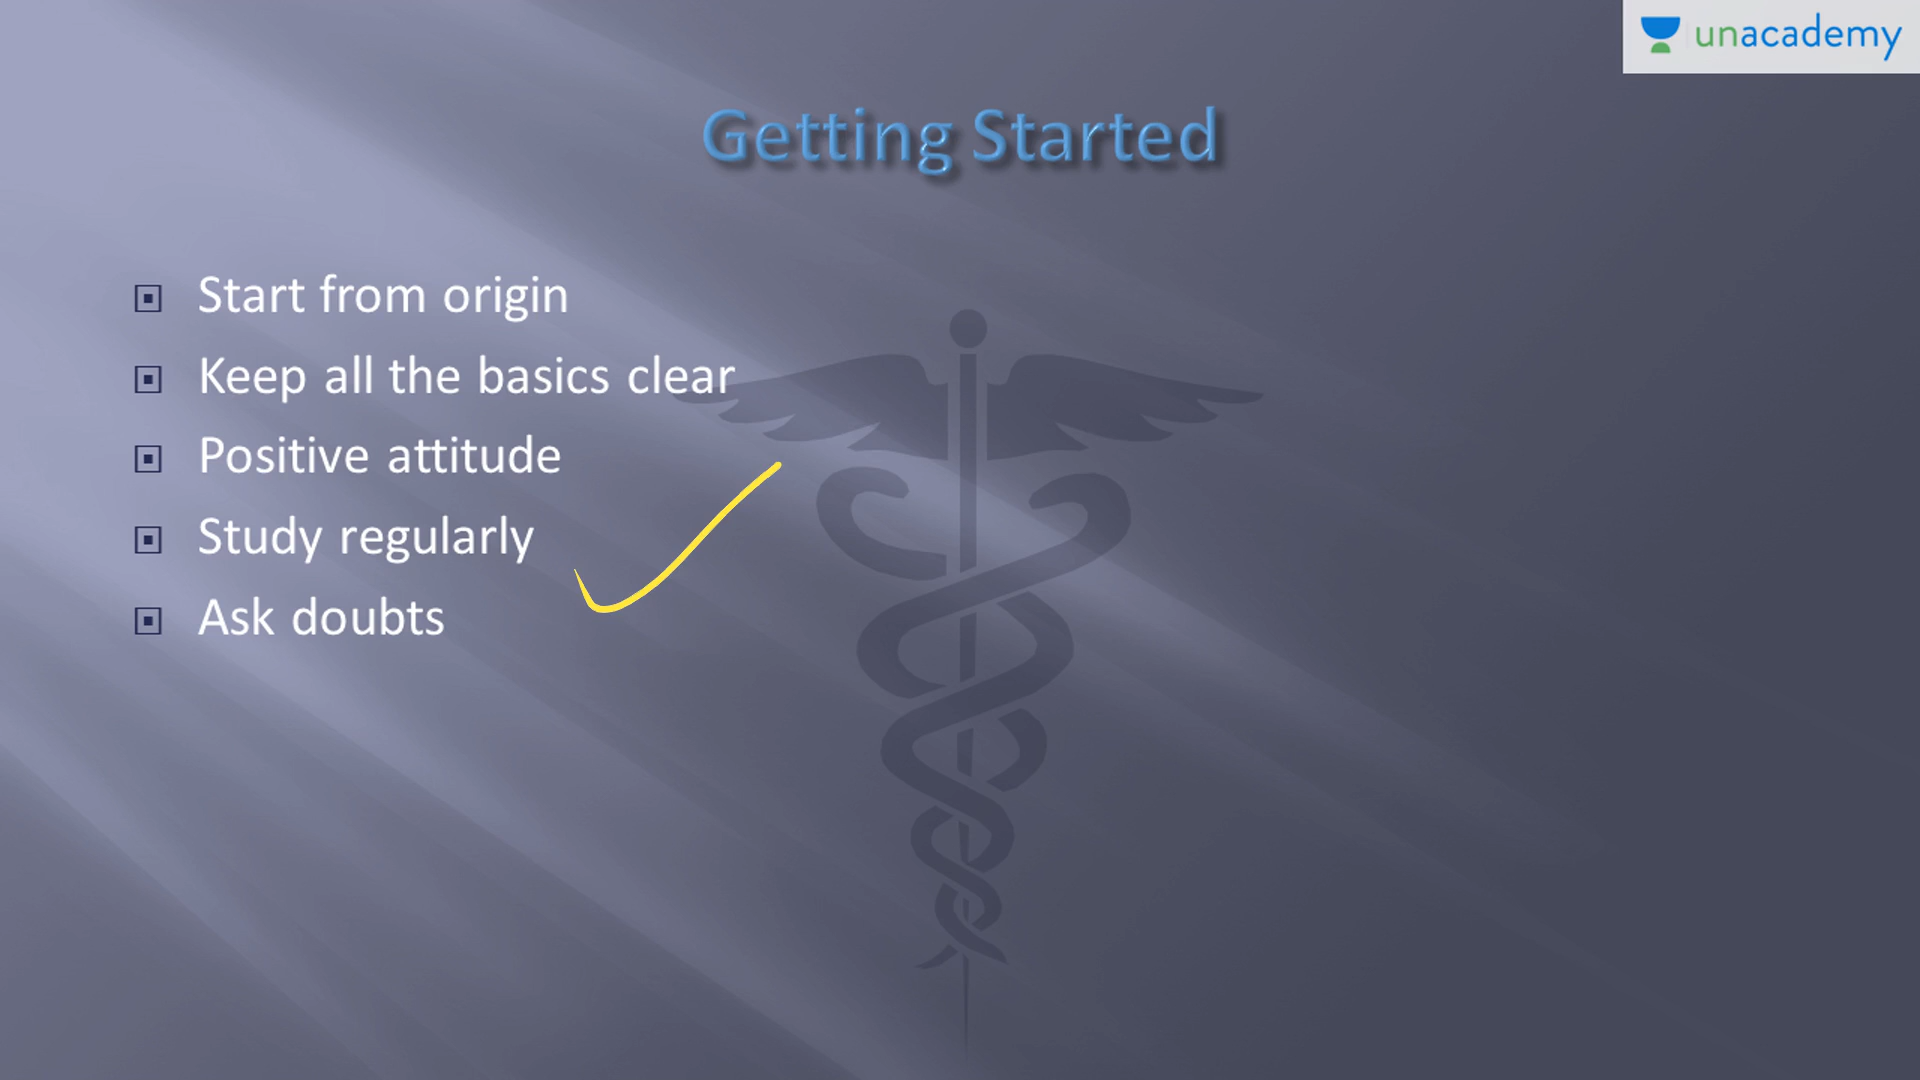 unacademy
Getting Started
Start from origin
Keep all the basics clear
Positive attitude
Study regularly
Ask doubts